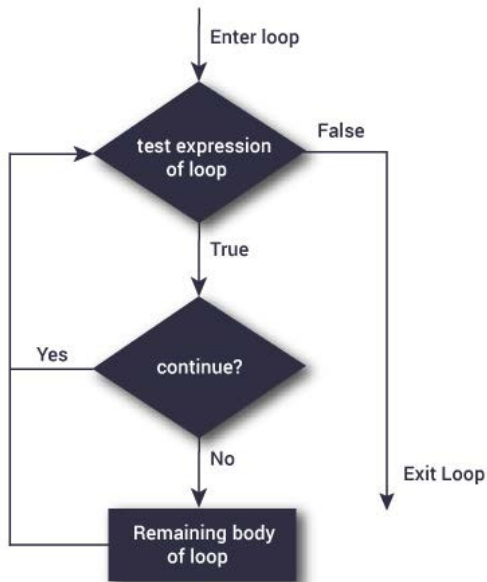 Enter loop
test expression
of loop
False
True
continue?
Yes
No
Exit Loop
Remaining body
of loop